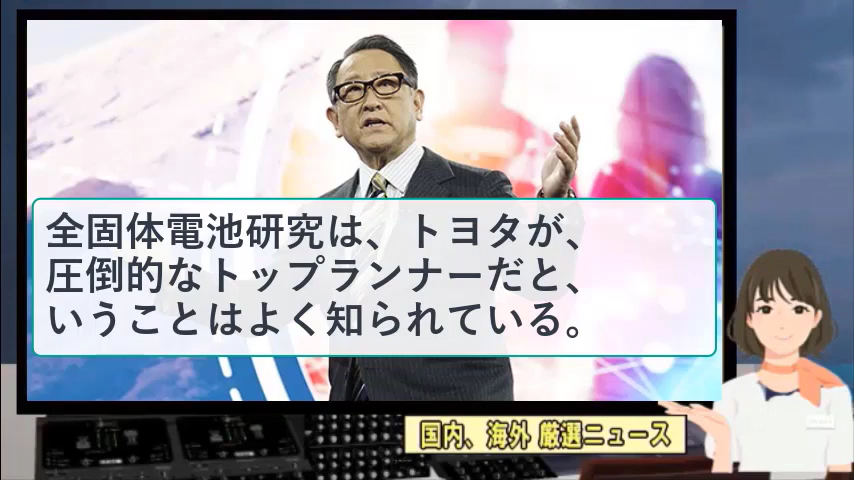 全固体電池研究は、トヨタが、
圧倒的なトップランナーだと、
いうことはよく知られている。
国内、海外 厳選ニュース